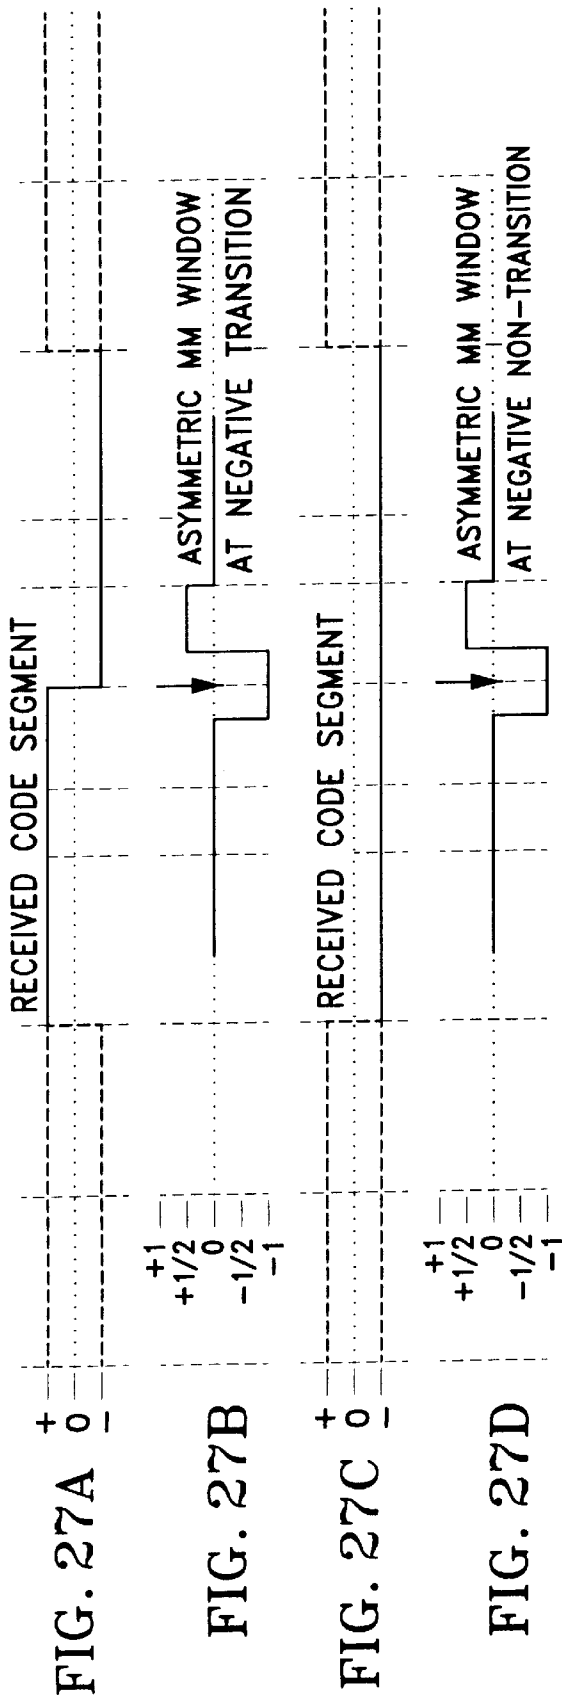 FIG. 27A
+
0
−
RECEIVED CODE SEGMENT
FIG. 27B
+1
+1/2
0
−1/2
−1
ASYMMETRIC MM WINDOW
AT NEGATIVE TRANSITION
FIG. 27C
+
0
−
RECEIVED CODE SEGMENT
FIG. 27D
+1
+1/2
0
−1/2
−1
ASYMMETRIC MM WINDOW
AT NEGATIVE NON-TRANSITION